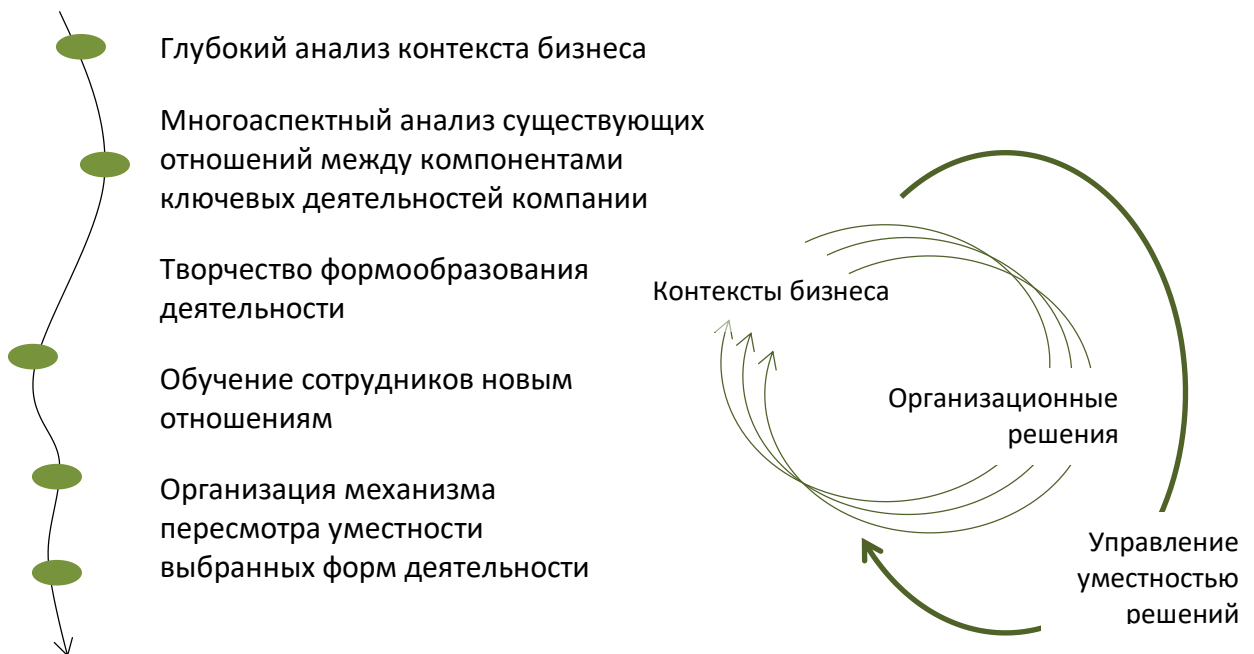 Глубокий анализ контекста бизнеса
Многоаспектный анализ существующих
отношений между компонентами
ключевых деятельностей компании
Творчество формообразования
деятельности
Обучение сотрудников новым
отношениям
Организация механизма
пересмотра уместности
выбранных форм деятельности
Контексты бизнеса
Организационные
решения
Управление
уместностью
решений